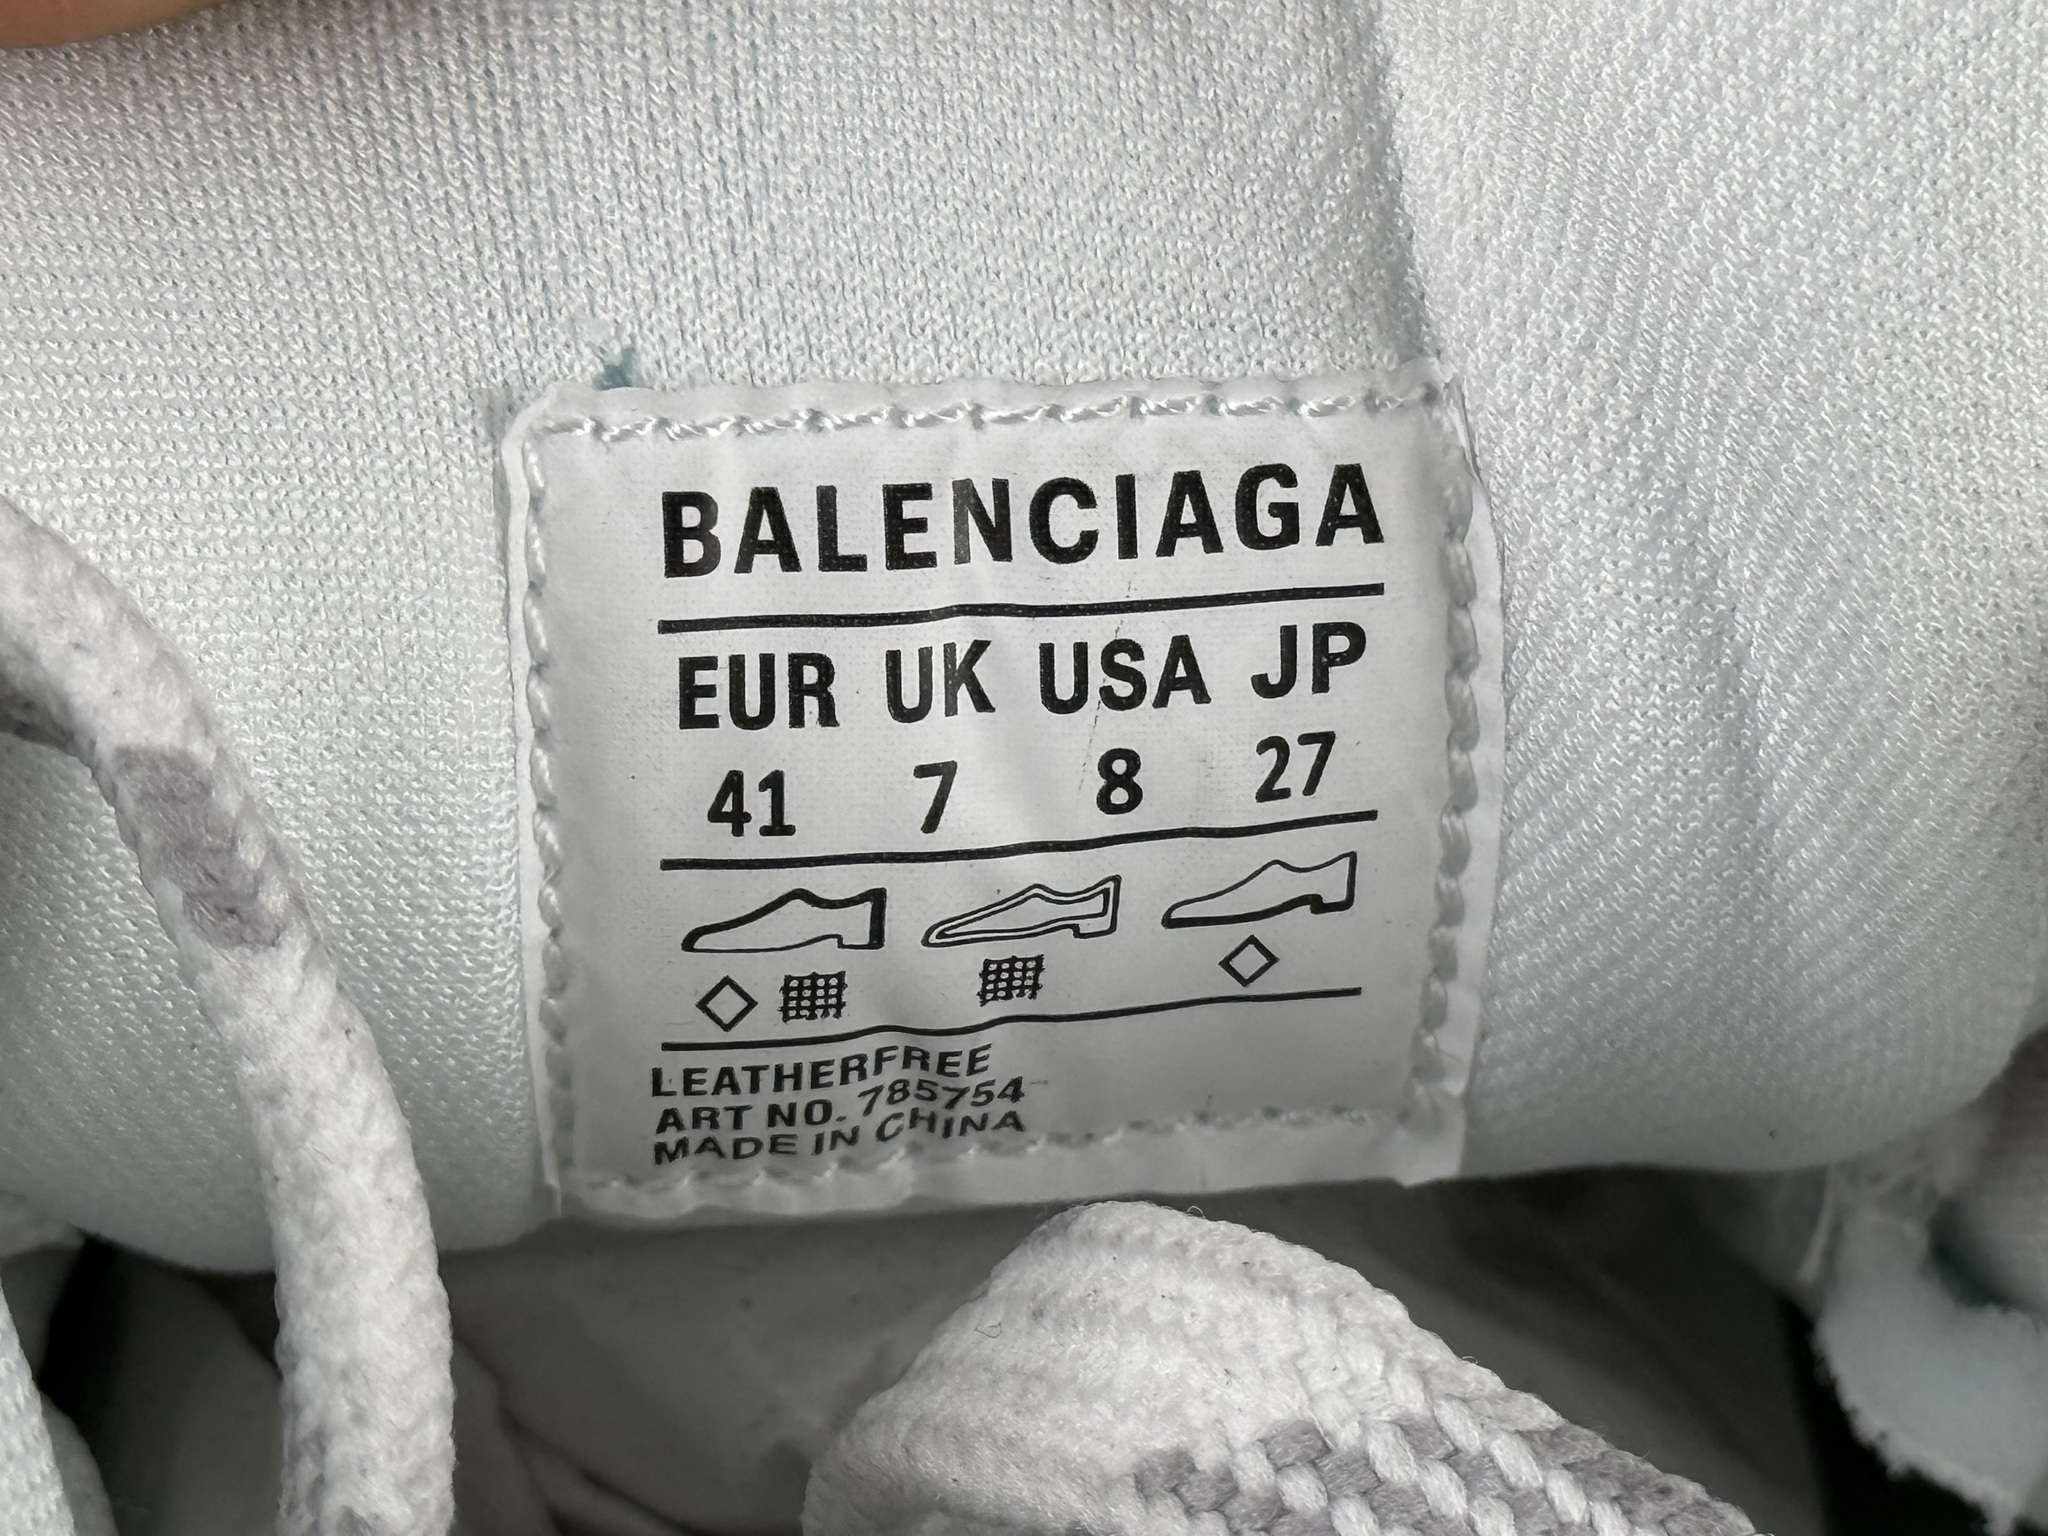 BALENCIAGA
EUR UK USA JP
41 7 8 27
LEATHERFREE
ART NO. 785754
MADE IN CHINA